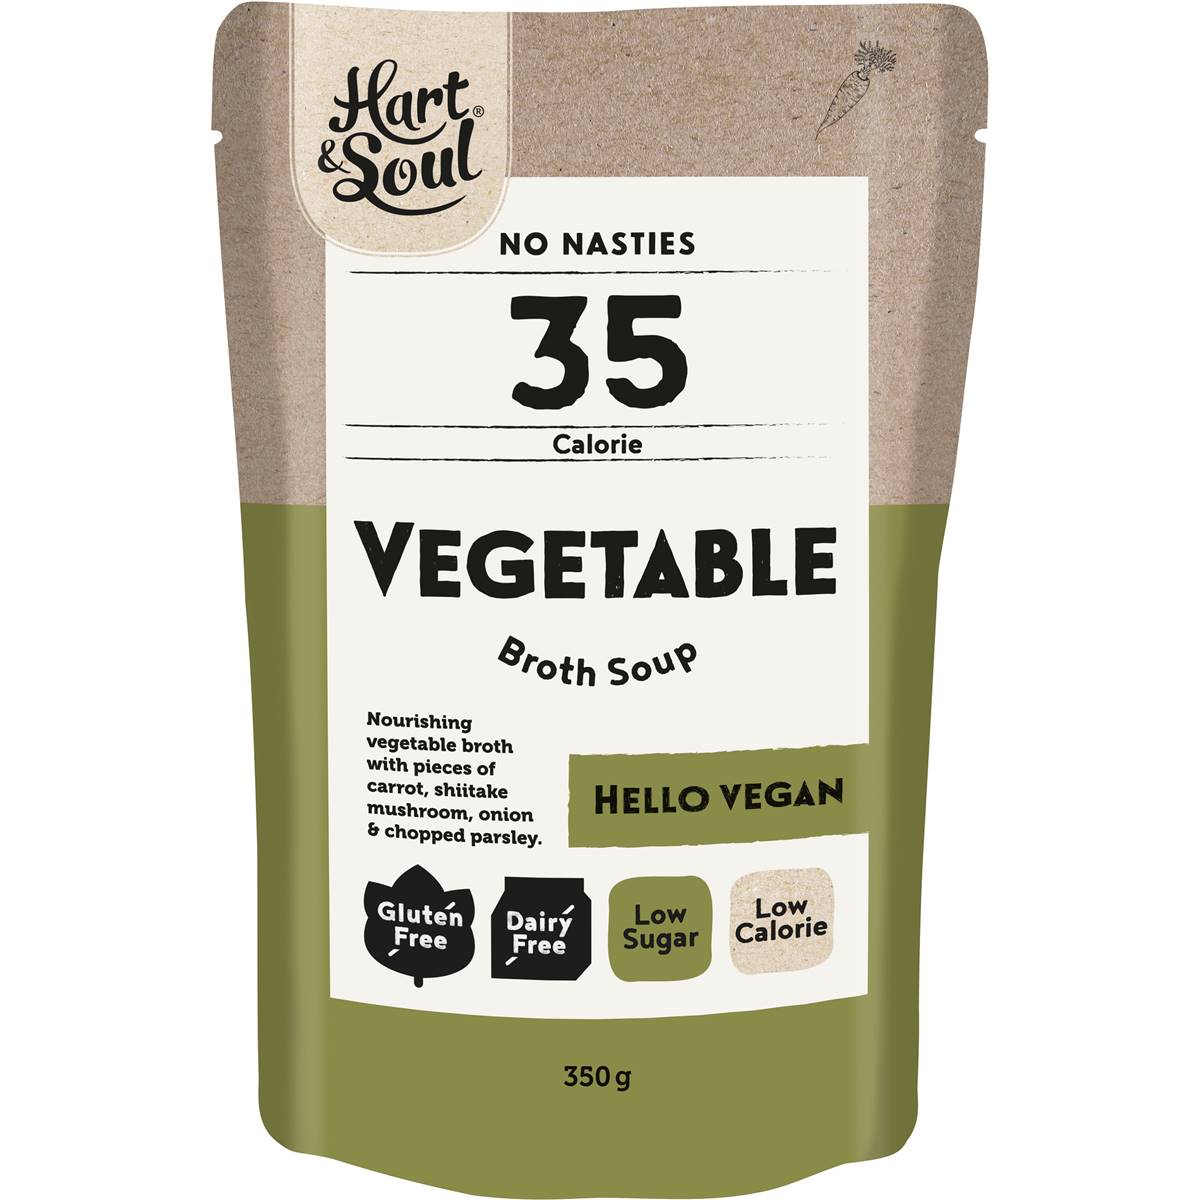 Hart®
& Soul
NO NASTIES
35
Calorie
VEGETABLE
Broth Soup
Nourishing
vegetable broth
with pieces of
carrot, shiitake
mushroom, onion
& chopped parsley.
HELLO VEGAN
Gluten
Free
Dairy
Free
Low
Sugar
Low
Calorie
350 g